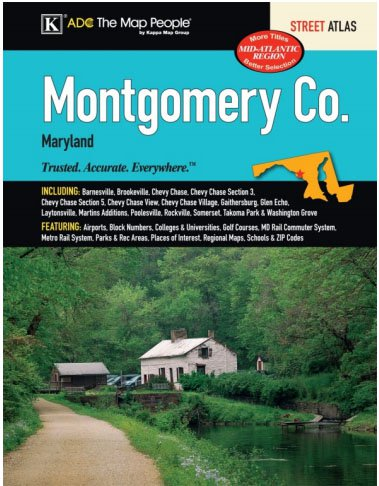 K ADC The Map People®
by Kappa Map Group
STREET ATLAS
More Titles
MID-ATLANTIC
REGION
Better Selection
Montgomery Co.
Maryland
Trusted. Accurate. Everywhere.™
INCLUDING: Barnesville, Brookeville, Chevy Chase, Chevy Chase Section 3,
Chevy Chase Section 5, Chevy Chase View, Chevy Chase Village, Gaithersburg, Glen Echo,
Laytonsville, Martins Additions, Poolesville, Rockville, Somerset, Takoma Park & Washington Grove
FEATURING: Airports, Block Numbers, Colleges & Universities, Golf Courses, MD Rail Commuter System,
Metro Rail System, Parks & Rec Areas, Places of Interest, Regional Maps, Schools & ZIP Codes